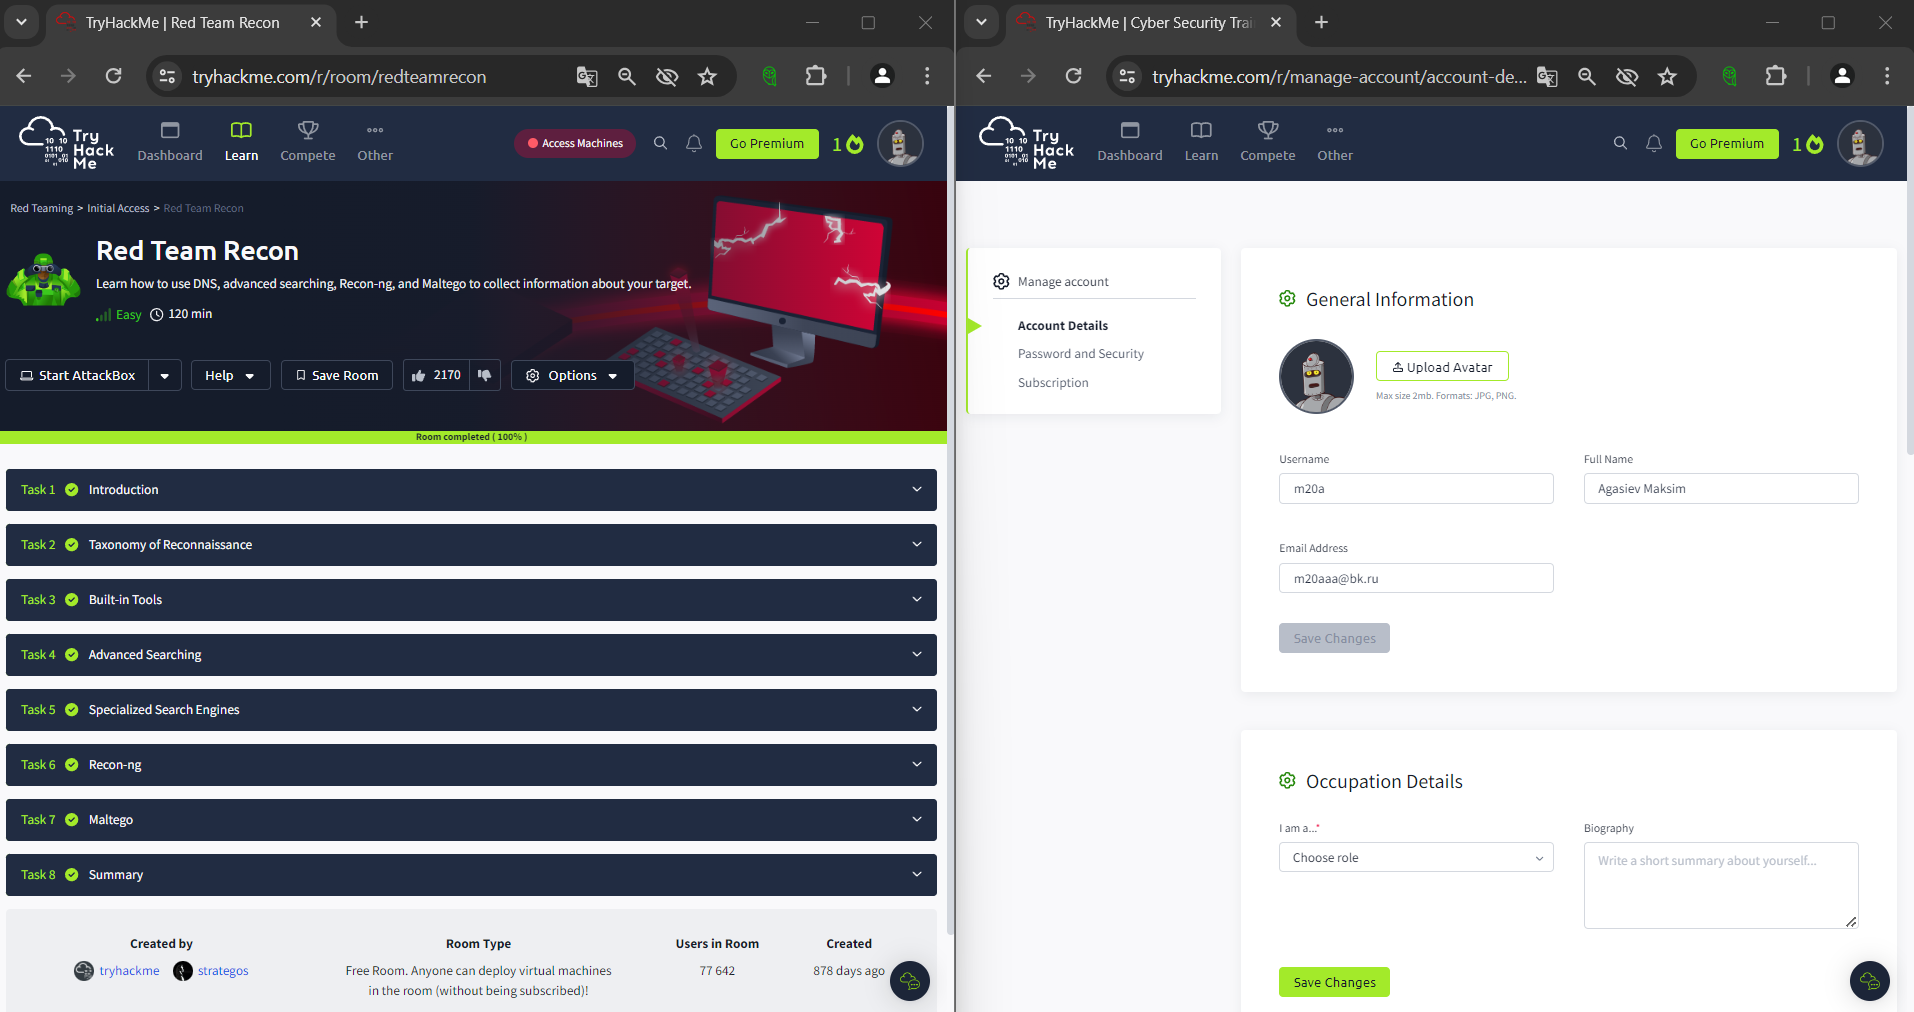 TryHackMe | Red Team Recon
tryhackme.com/r/room/redteamrecon
Try Hack Me
Dashboard
Learn
Compete
Other
Access Machines
Go Premium
1
Red Teaming > Initial Access > Red Team Recon
Red Team Recon
Learn how to use DNS, advanced searching, Recon-ng, and Maltego to collect information about your target.
Easy 120 min
Start AttackBox
Help
Save Room
2170
Options
Room completed ( 100% )
Task 1 Introduction
Task 2 Taxonomy of Reconnaissance
Task 3 Built-in Tools
Task 4 Advanced Searching
Task 5 Specialized Search Engines
Task 6 Recon-ng
Task 7 Maltego
Task 8 Summary
Created by
tryhackme strategos
Room Type
Free Room. Anyone can deploy virtual machines
in the room (without being subscribed)!
Users in Room
77 642
Created
878 days ago
TryHackMe | Cyber Security Trai
tryhackme.com/r/manage-account/account-de...
Try Hack Me
Dashboard
Learn
Compete
Other
Go Premium
1
Manage account
Account Details
Password and Security
Subscription
General Information
Upload Avatar
Max size 2mb. Formats: JPG, PNG.
Username
m20a
Full Name
Agasiev Maksim
Email Address
m20aaa@bk.ru
Save Changes
Occupation Details
I am a...*
Choose role
Biography
Write a short summary about yourself...
Save Changes